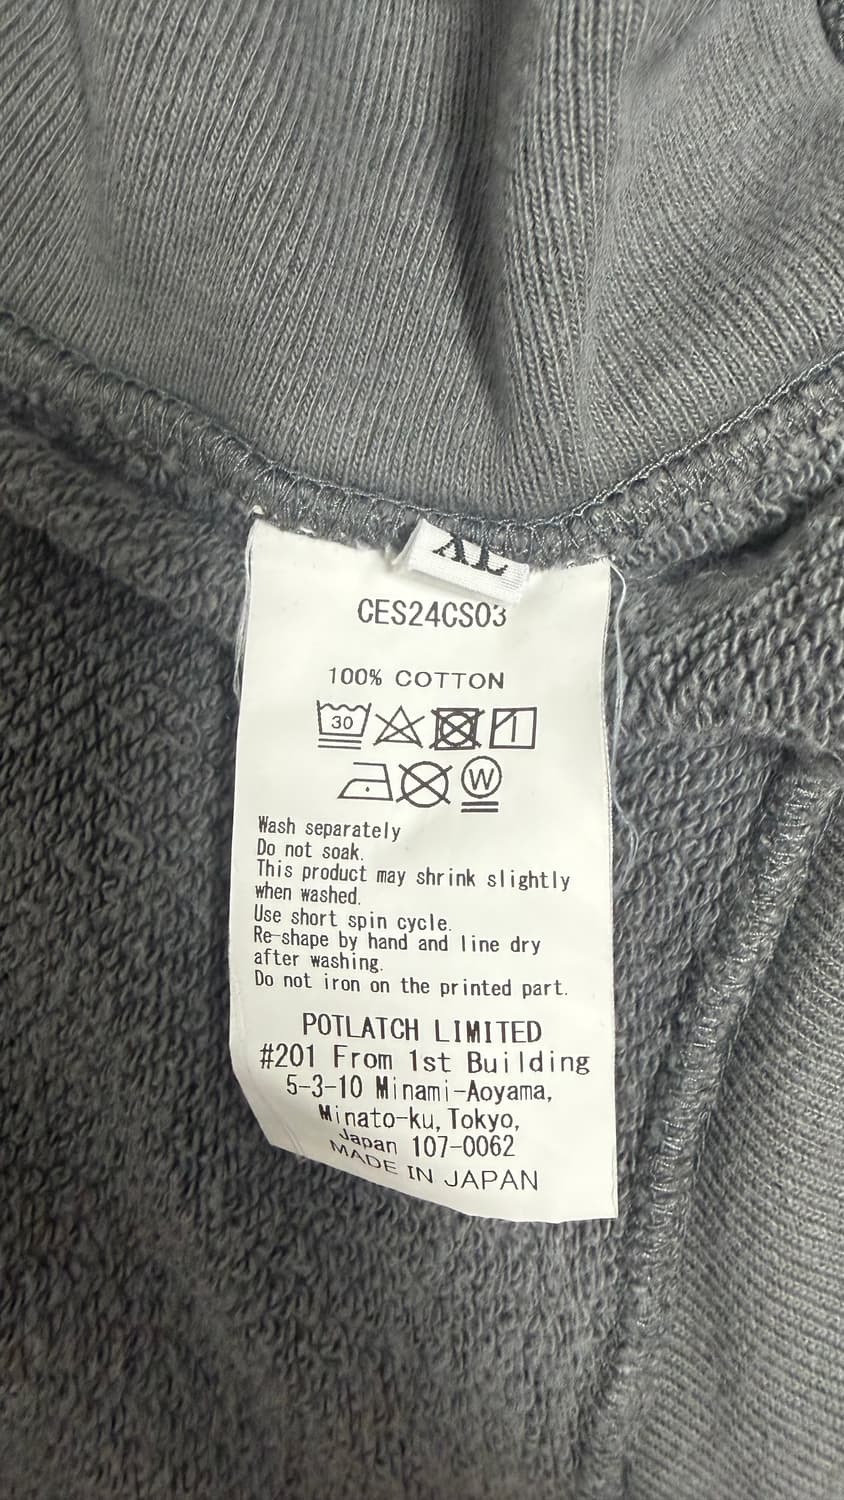 XL
CES24CS03
100% COTTON
30
W
Wash separately
Do not soak.
This product may shrink slightly
when washed.
Use short spin cycle.
Re-shape by hand and line dry
after washing.
Do not iron on the printed part.
POTLATCH LIMITED
#201 From 1st Building
5-3-10 Minami-Aoyama,
Minato-ku, Tokyo,
Japan 107-0062
MADE IN JAPAN